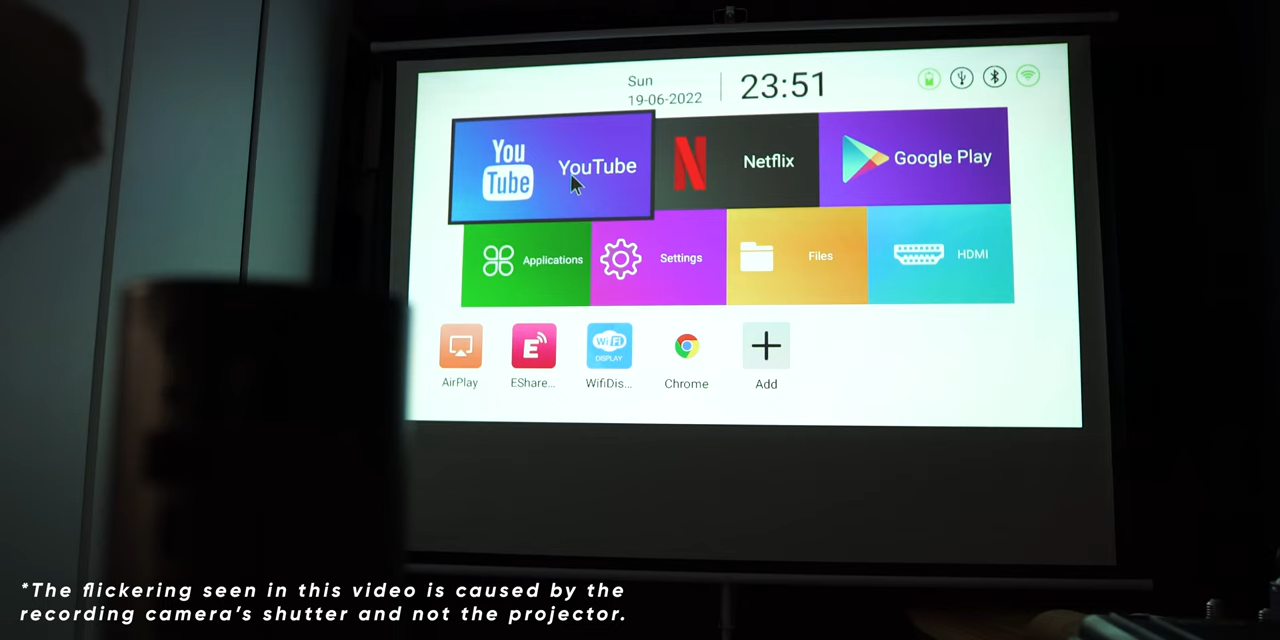 Sun
19-06-2022
23:51
You
Tube
YouTube
N
Netflix
Google Play
Applications
Settings
Files
HDMI
E
WiFi
DISPLAY
AirPlay
EShare...
WifiDis...
Chrome
Add
*The flickering seen in this video is caused by the
recording camera's shutter and not the projector.